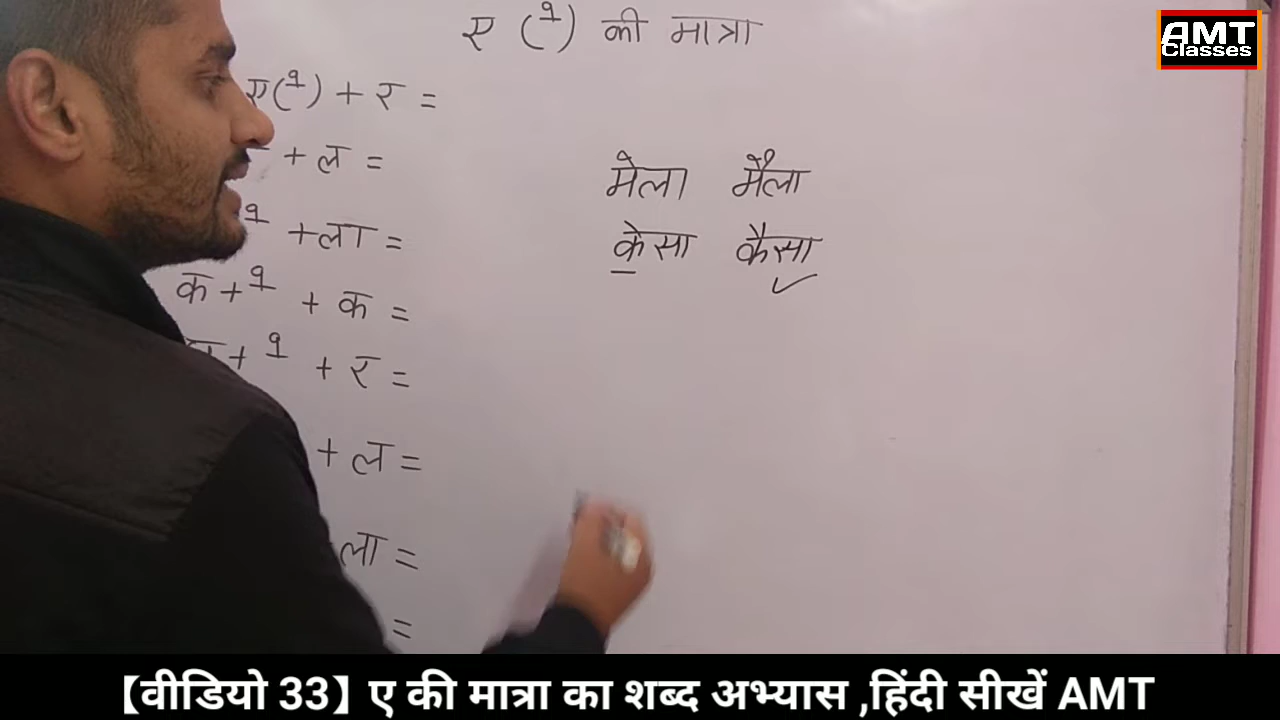 ए (े) की मात्रा
AMT
Classes
ए(े) + र =
+ ल =
े + ला =
क + े + क =
+ े + र =
+ ल =
ला =
=
मेला मैला
केसा कैसा
【वीडियो 33】 ए की मात्रा का शब्द अभ्यास ,हिंदी सीखें AMT